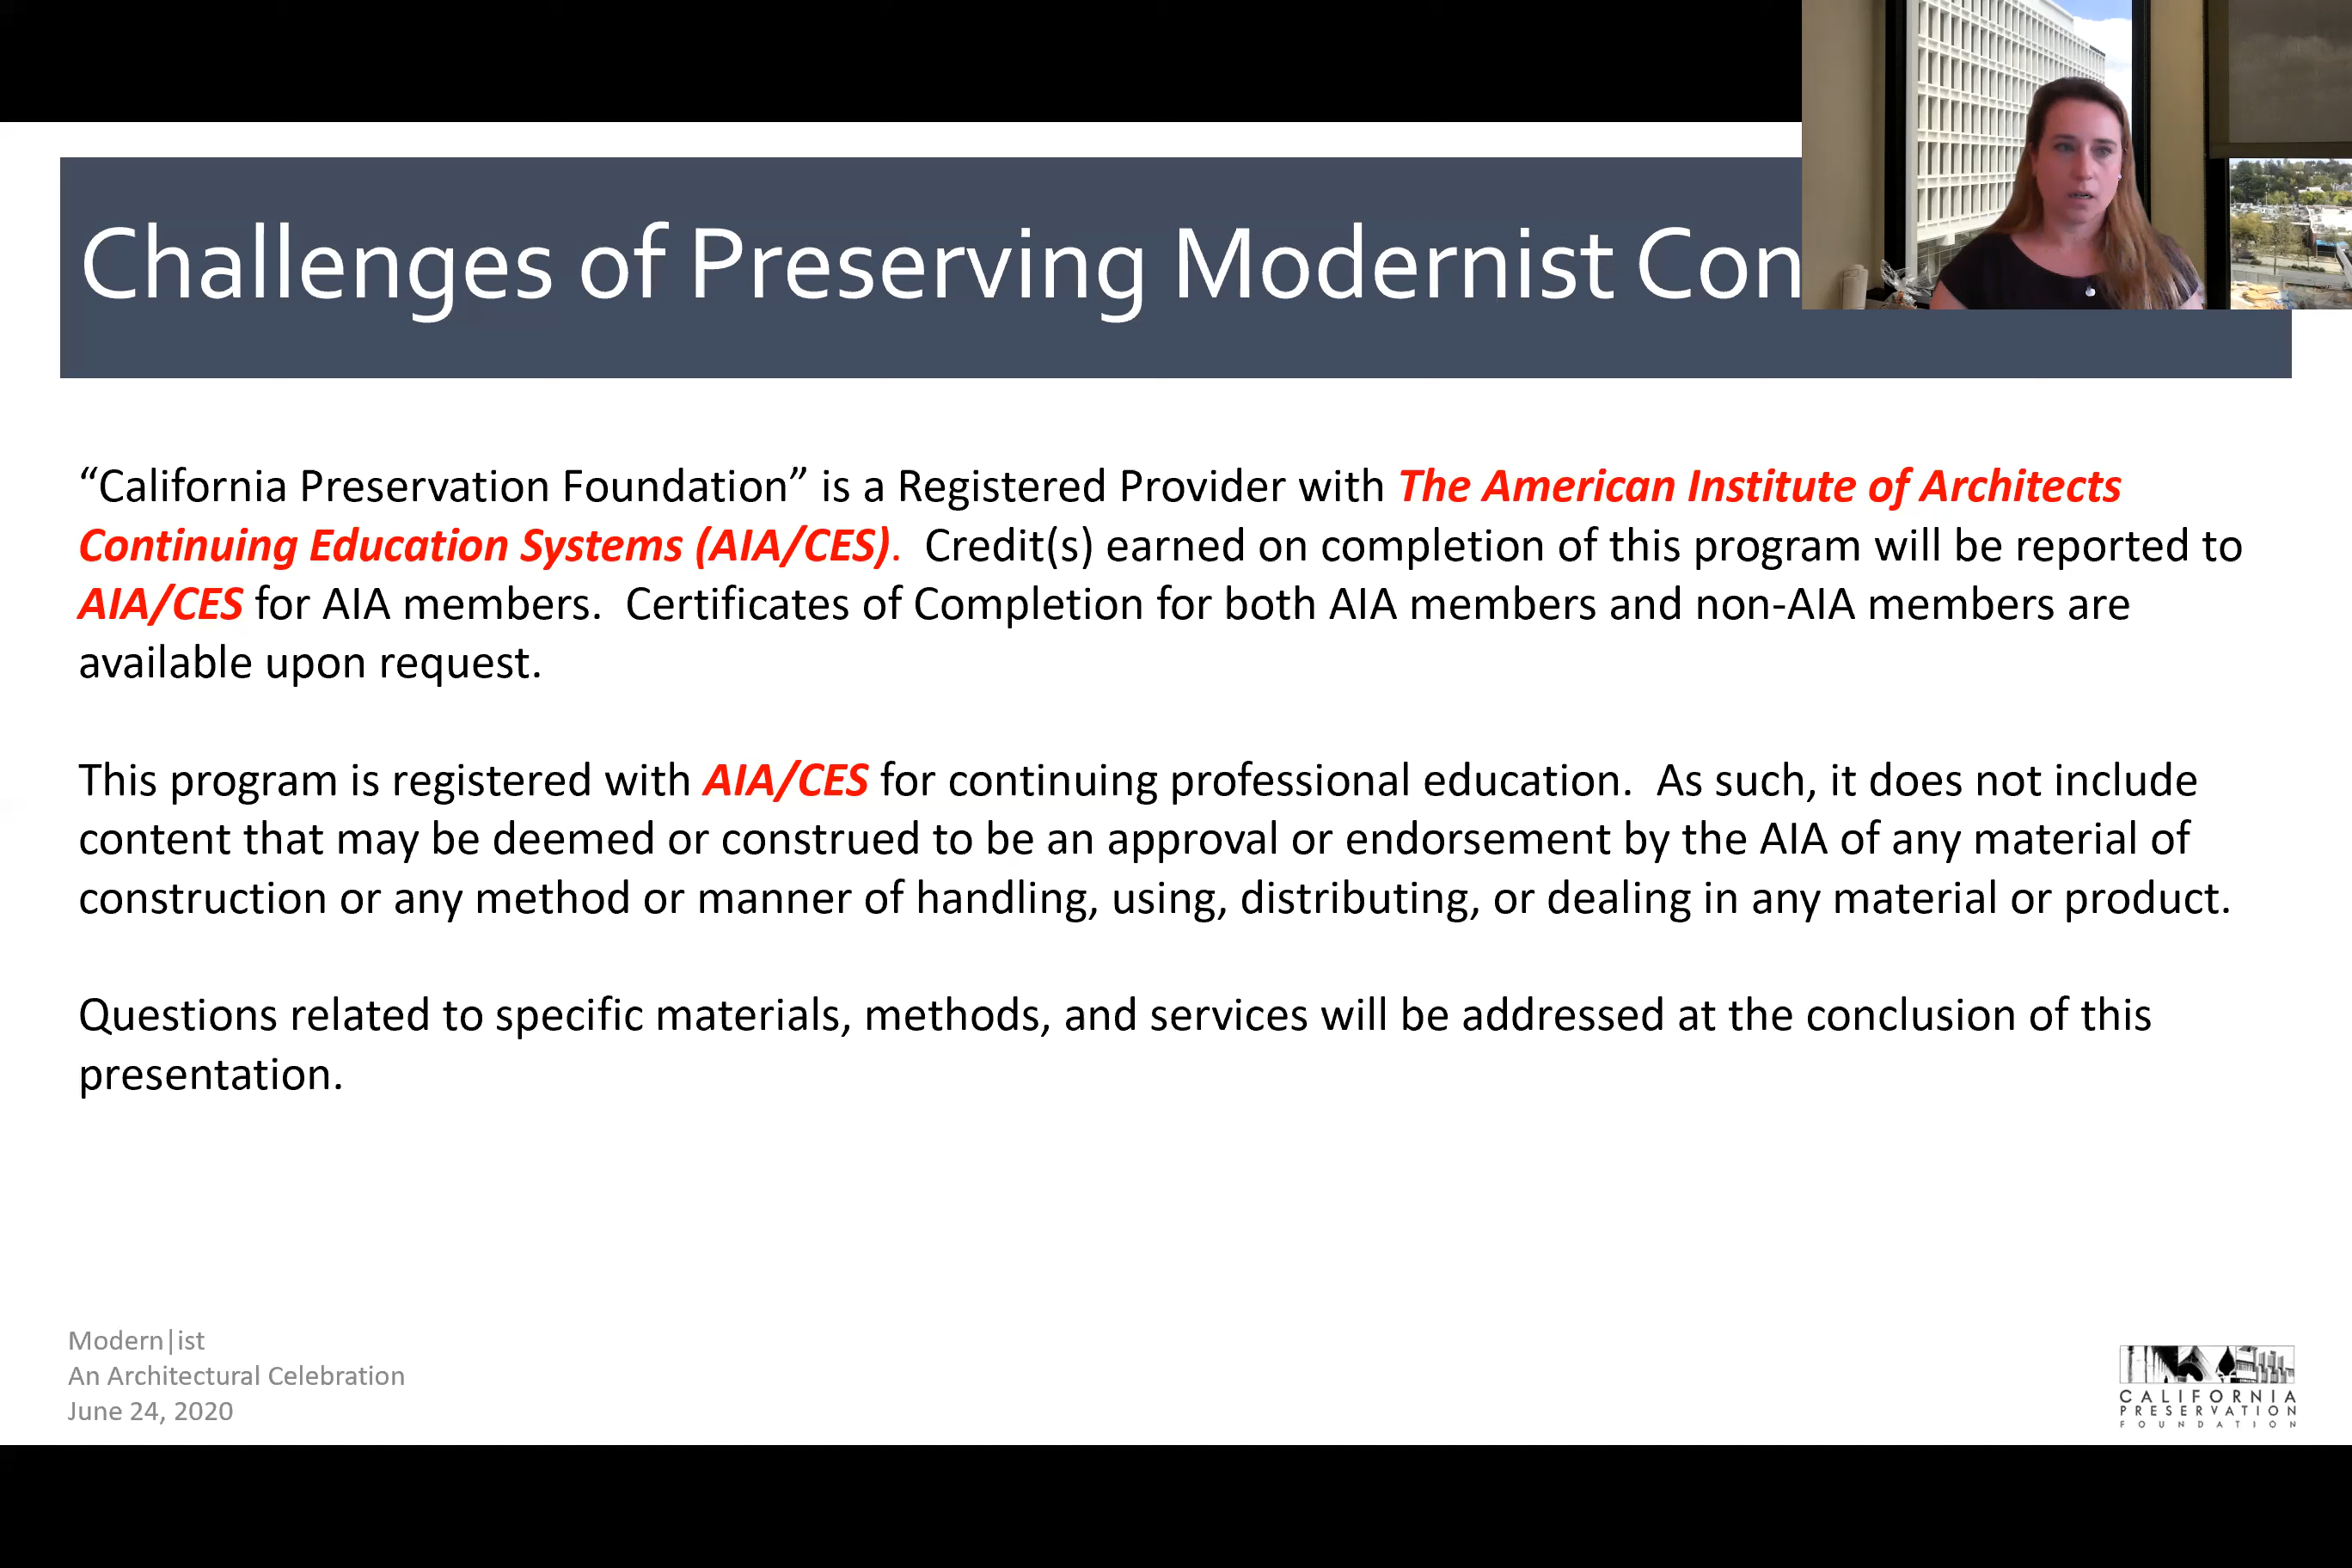 Challenges of Preserving Modernist Con
“California Preservation Foundation” is a Registered Provider with The American Institute of Architects
Continuing Education Systems (AIA/CES).  Credit(s) earned on completion of this program will be reported to
AIA/CES for AIA members.  Certificates of Completion for both AIA members and non-AIA members are
available upon request.
This program is registered with AIA/CES for continuing professional education.  As such, it does not include
content that may be deemed or construed to be an approval or endorsement by the AIA of any material of
construction or any method or manner of handling, using, distributing, or dealing in any material or product.
Questions related to specific materials, methods, and services will be addressed at the conclusion of this
presentation.
Modern|ist
An Architectural Celebration
June 24, 2020
CALIFORNIA
PRESERVATION
FOUNDATION